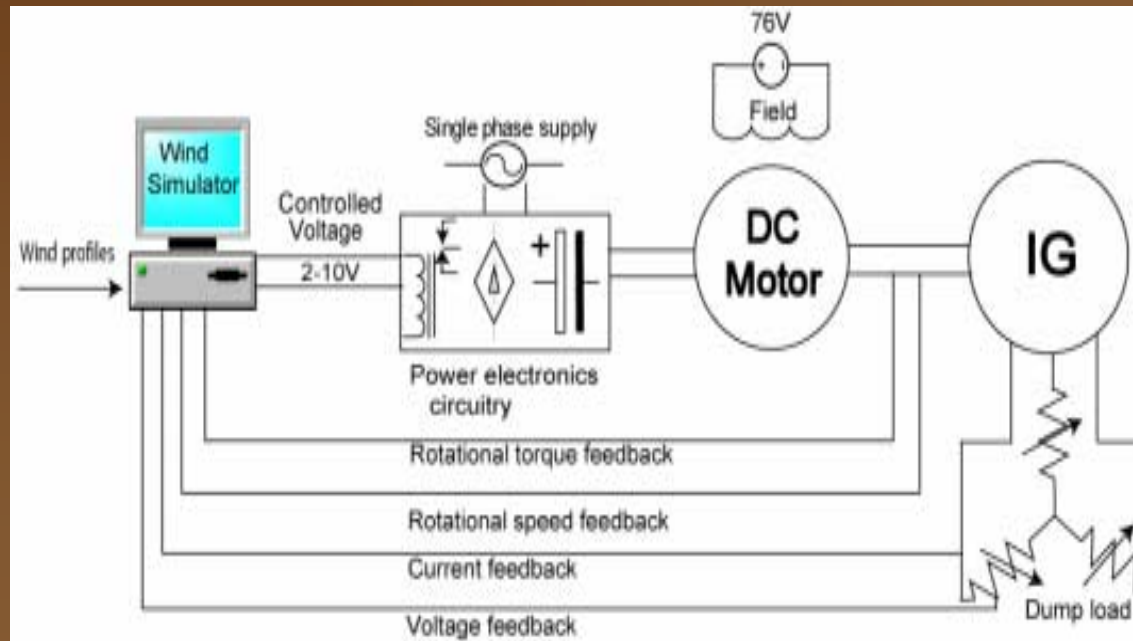 76V
+
Field
Single phase supply
Wind
Simulator
Controlled
Voltage
2-10V
Wind profiles
+
DC
Motor
IG
Power electronics
circuitry
Rotational torque feedback
Rotational speed feedback
Current feedback
Dump load
Voltage feedback